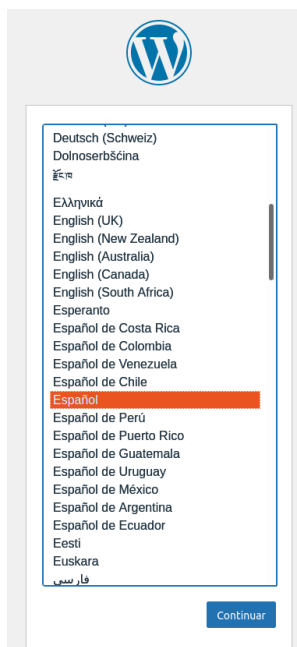 Deutsch (Schweiz)
Dolnoserbšćina
རྫོང་ཁ
Ελληνικά
English (UK)
English (New Zealand)
English (Australia)
English (Canada)
English (South Africa)
Esperanto
Español de Costa Rica
Español de Colombia
Español de Venezuela
Español de Chile
Español
Español de Perú
Español de Puerto Rico
Español de Guatemala
Español de Uruguay
Español de México
Español de Argentina
Español de Ecuador
Eesti
Euskara
فارسی
Continuar